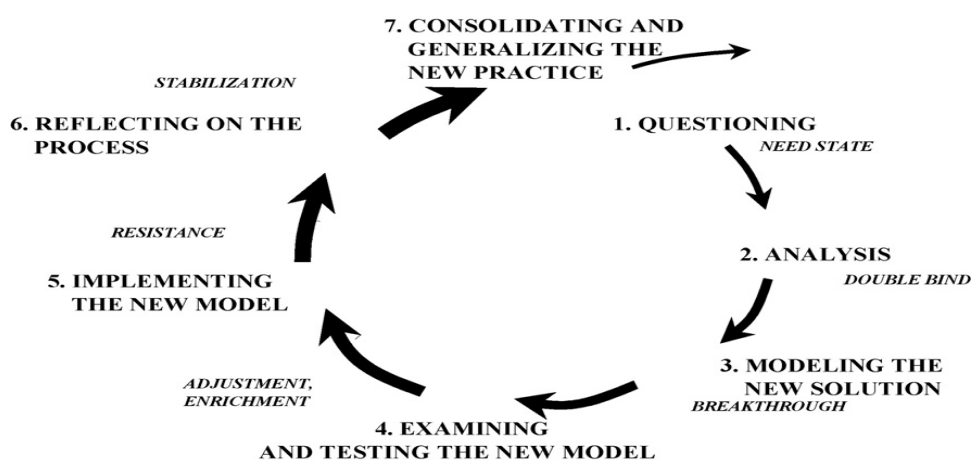 7. CONSOLIDATING AND
GENERALIZING THE
NEW PRACTICE
STABILIZATION
6. REFLECTING ON THE
PROCESS
1. QUESTIONING
NEED STATE
RESISTANCE
2. ANALYSIS
DOUBLE BIND
5. IMPLEMENTING
THE NEW MODEL
3. MODELING THE
NEW SOLUTION
BREAKTHROUGH
ADJUSTMENT,
ENRICHMENT
4. EXAMINING
AND TESTING THE NEW MODEL